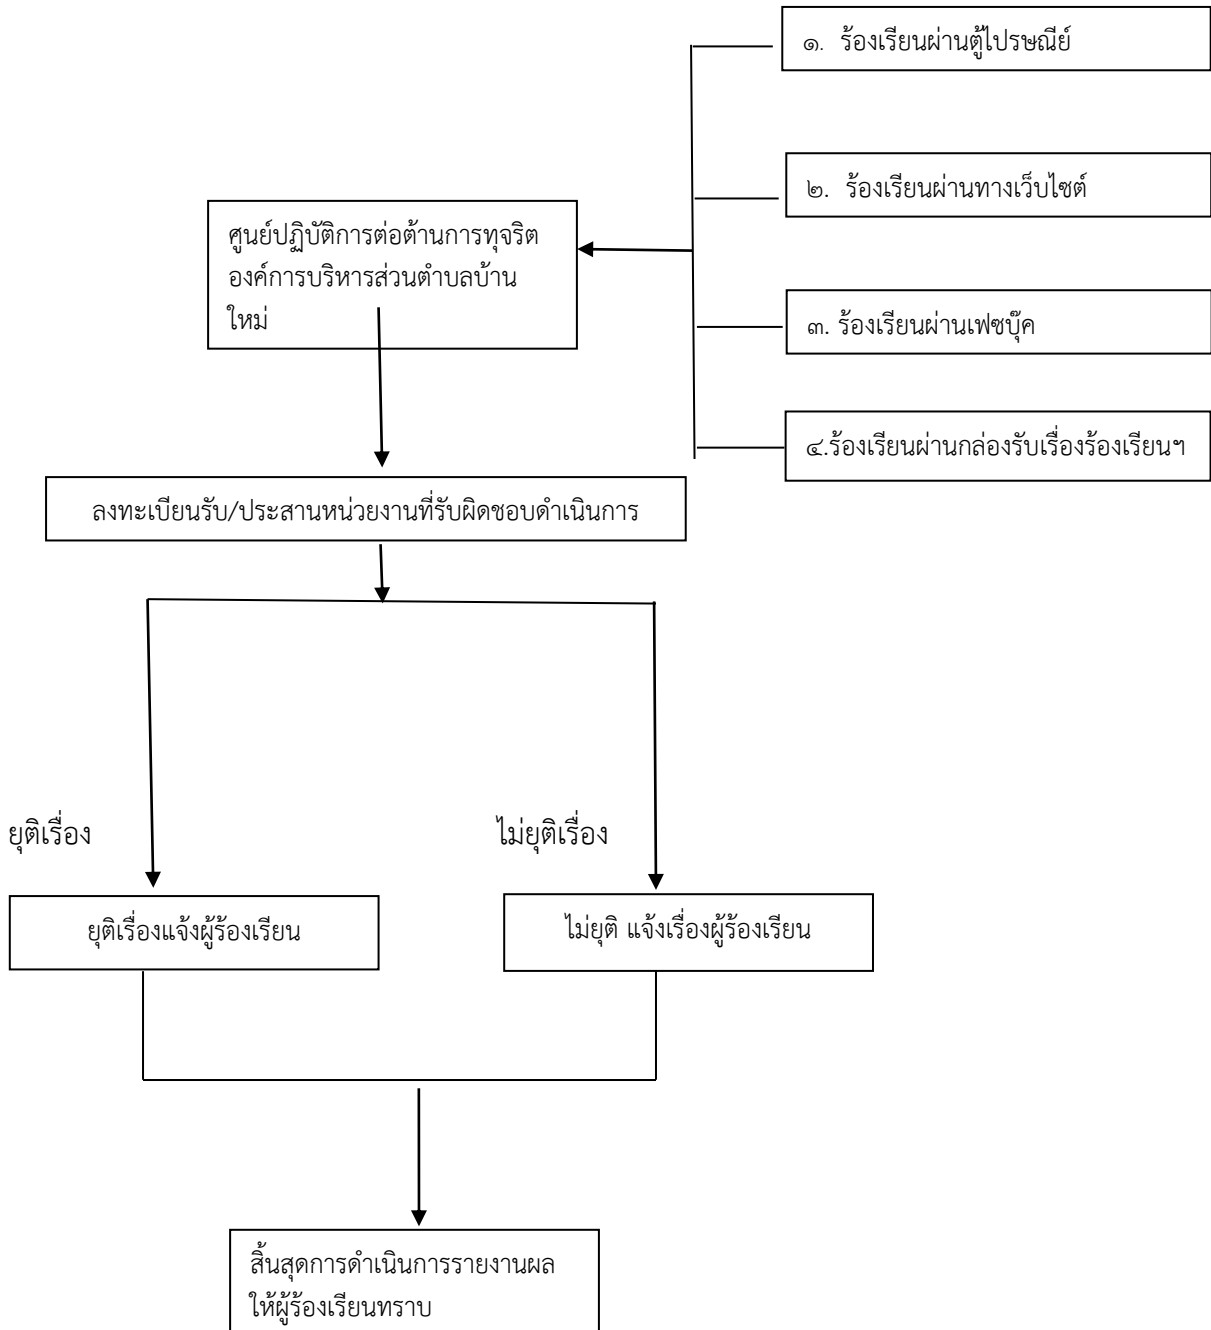 ๑. ร้องเรียนผ่านตู้ไปรษณีย์
๒. ร้องเรียนผ่านทางเว็บไซต์
ศูนย์ปฏิบัติการต่อต้านการทุจริต
องค์การบริหารส่วนตำบลบ้าน
ใหม่
๓. ร้องเรียนผ่านเฟซบุ๊ค
๔.ร้องเรียนผ่านกล่องรับเรื่องร้องเรียนฯ
ลงทะเบียนรับ/ประสานหน่วยงานที่รับผิดชอบดำเนินการ
ยุติเรื่อง
ไม่ยุติเรื่อง
ยุติเรื่องแจ้งผู้ร้องเรียน
ไม่ยุติ แจ้งเรื่องผู้ร้องเรียน
สิ้นสุดการดำเนินการรายงานผล
ให้ผู้ร้องเรียนทราบ